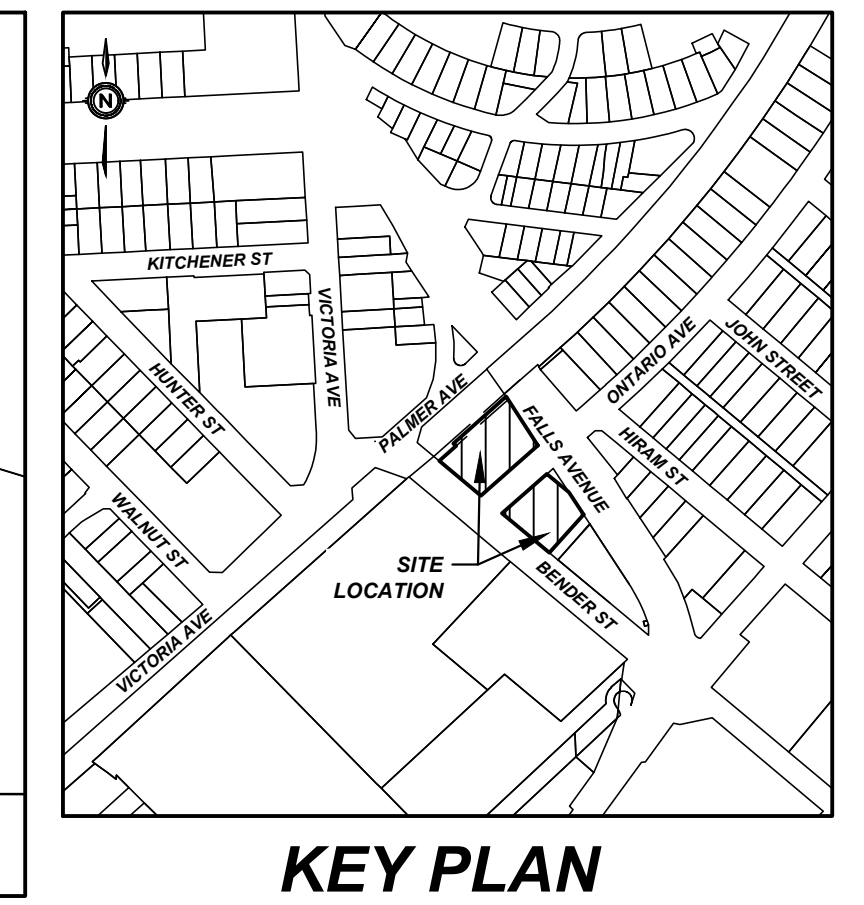 N
KITCHENER ST
VICTORIA AVE
HUNTER ST
PALMER AVE
ONTARIO AVE
JOHN STREET
FALLS AVENUE
HIRAM ST
WALNUT ST
SITE
LOCATION
BENDER ST
VICTORIA AVE
KEY PLAN